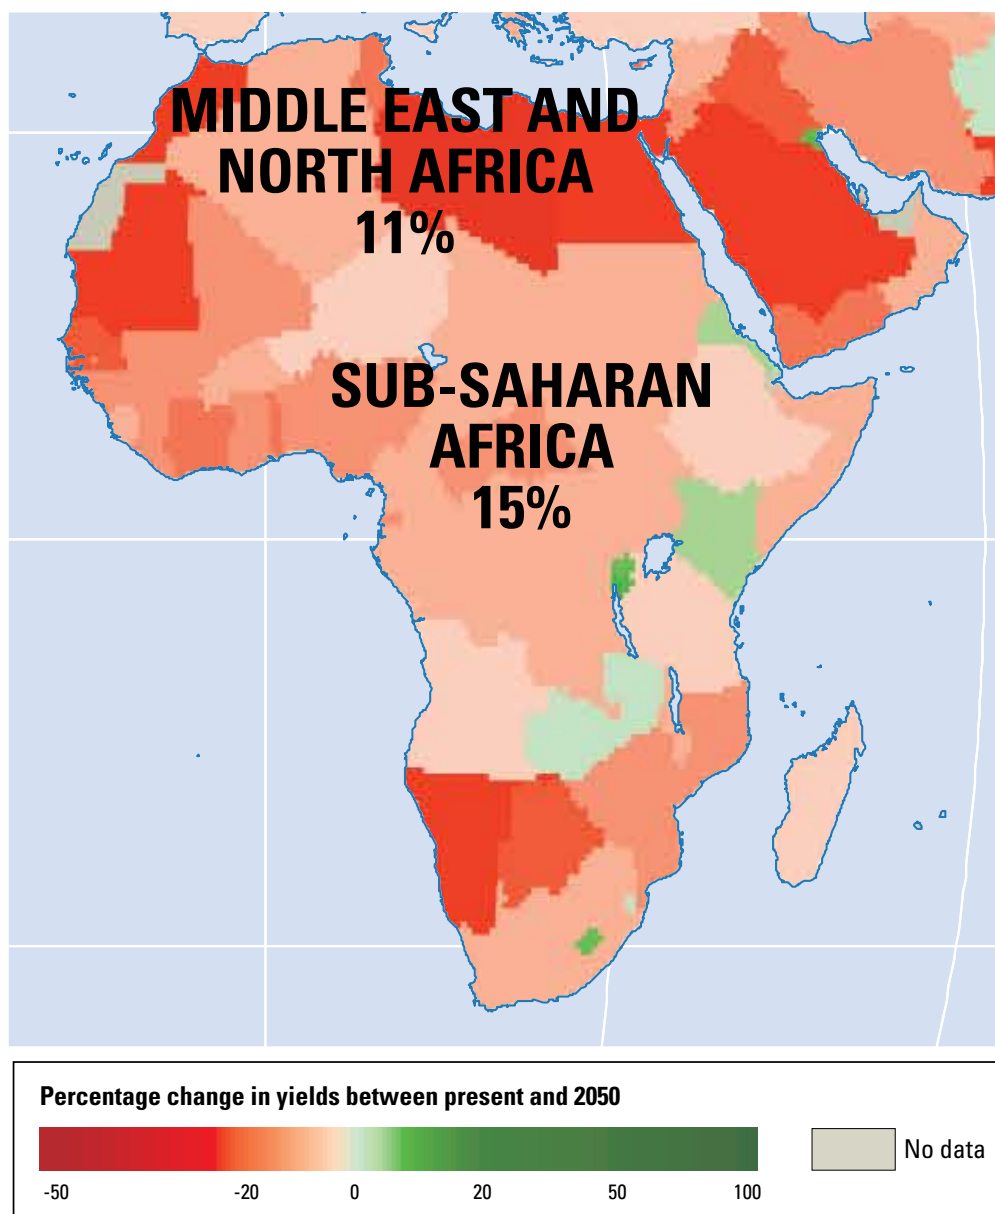 MIDDLE EAST AND
NORTH AFRICA
11%
SUB-SAHARAN
AFRICA
15%
Percentage change in yields between present and 2050
-50 -20 0 20 50 100
No data